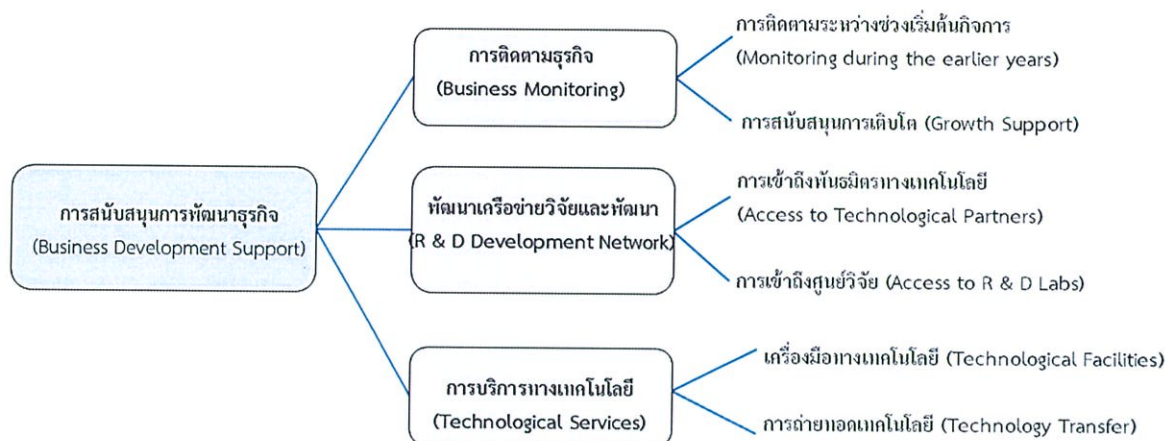 การสนับสนุนการพัฒนาธุรกิจ
(Business Development Support)
การติดตามธุรกิจ
(Business Monitoring)
การติดตามระหว่างช่วงเริ่มต้นกิจการ
(Monitoring during the earlier years)
การสนับสนุนการเติบโต (Growth Support)
พัฒนาเครือข่ายวิจัยและพัฒนา
(R & D Development Network)
การเข้าถึงพันธมิตรทางเทคโนโลยี
(Access to Technological Partners)
การเข้าถึงศูนย์วิจัย (Access to R & D Labs)
การบริการทางเทคโนโลยี
(Technological Services)
เครื่องมือทางเทคโนโลยี (Technological Facilities)
การถ่ายทอดเทคโนโลยี (Technology Transfer)